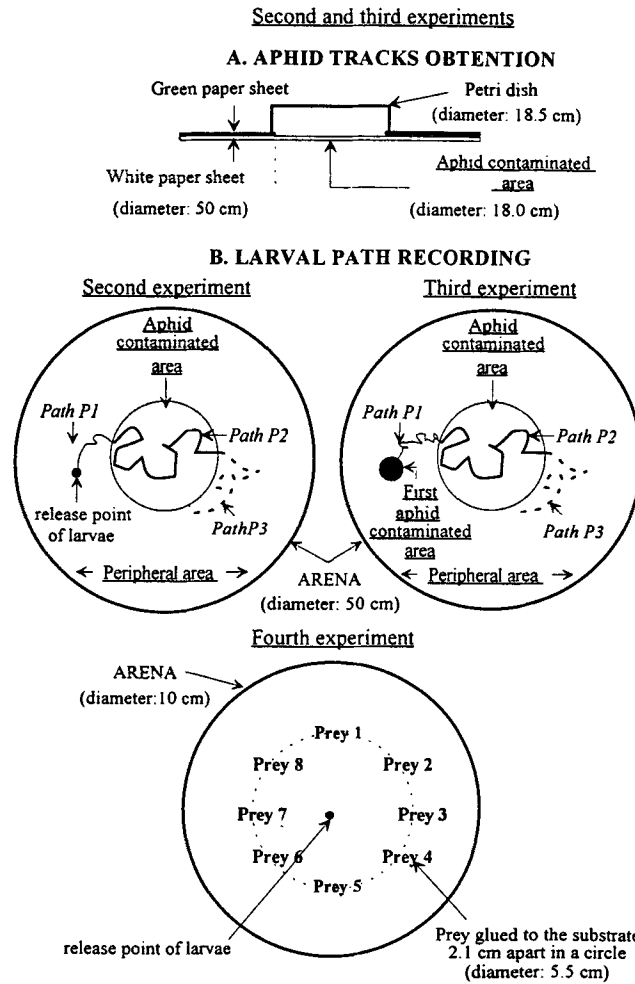 Second and third experiments
A. APHID TRACKS OBTENTION
Green paper sheet
Petri dish
(diameter: 18.5 cm)
White paper sheet
(diameter: 50 cm)
Aphid contaminated
area
(diameter: 18.0 cm)
B. LARVAL PATH RECORDING
Second experiment
Aphid
contaminated
area
Path P1
Path P2
release point
of larvae
PathP3
Peripheral area
Third experiment
Aphid
contaminated
area
Path P1
Path P2
First
aphid
contaminated
area
Path P3
Peripheral area
ARENA
(diameter: 50 cm)
Fourth experiment
ARENA
(diameter:10 cm)
Prey 1
Prey 8
Prey 2
Prey 7
Prey 3
Prey 6
Prey 4
Prey 5
release point of larvae
Prey glued to the substrate
2.1 cm apart in a circle
(diameter: 5.5 cm)